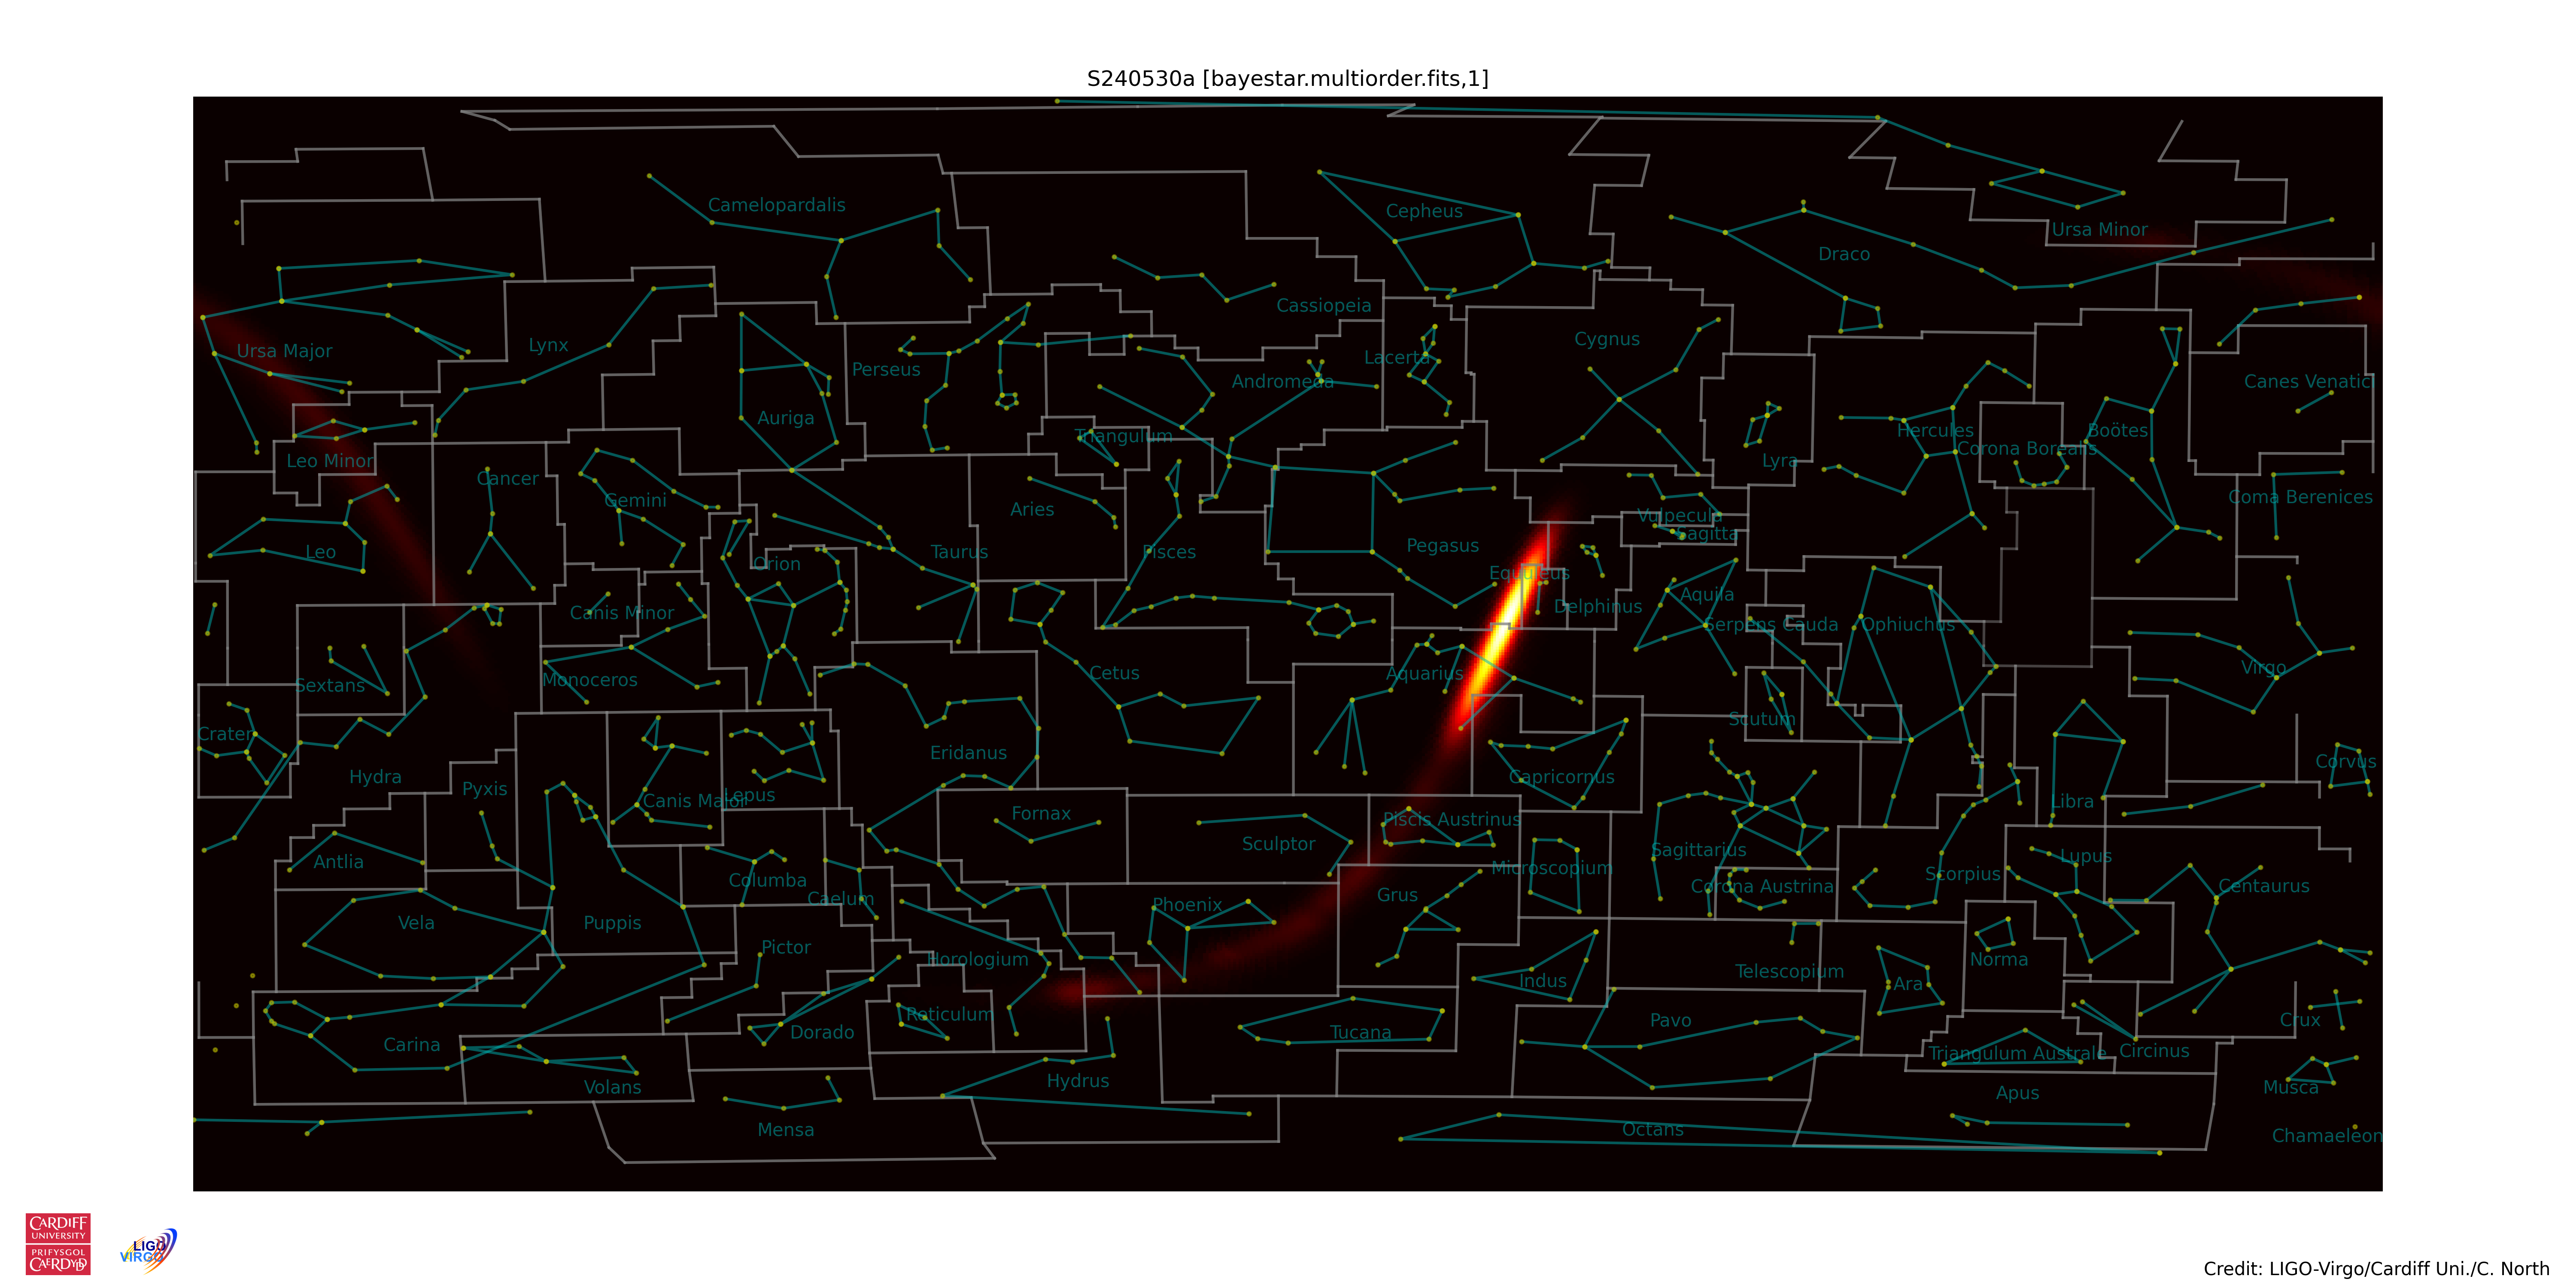 S240530a [bayestar.multiorder.fits,1]
Camelopardalis
Cepheus
Ursa Minor
Draco
Cassiopeia
Ursa Major
Lynx
Perseus
Lacerta
Cygnus
Andromeda
Canes Venatici
Auriga
Triangulum
Hercules
Boötes
Corona Borealis
Leo Minor
Lyra
Cancer
Gemini
Coma Berenices
Aries
Vulpecula
Sagitta
Leo
Orion
Taurus
Pisces
Pegasus
Equuleus
Canis Minor
Delphinus
Aquila
Serpens Cauda
Ophiuchus
Sextans
Monoceros
Cetus
Aquarius
Virgo
Crater
Scutum
Eridanus
Hydra
Pyxis
Capricornus
Corvus
Canis Major
Lepus
Libra
Fornax
Piscis Austrinus
Sculptor
Antlia
Sagittarius
Lupus
Microscopium
Columba
Caelum
Corona Austrina
Scorpius
Centaurus
Grus
Phoenix
Vela
Puppis
Pictor
Horologium
Telescopium
Norma
Indus
Ara
Reticulum
Pavo
Crux
Carina
Dorado
Tucana
Triangulum Australe
Circinus
Volans
Hydrus
Apus
Musca
Mensa
Octans
Chamaeleon
CARDIFF
UNIVERSITY
PRIFYSGOL
CAERDYDD
LIGO
VIRGO
Credit: LIGO-Virgo/Cardiff Uni./C. North